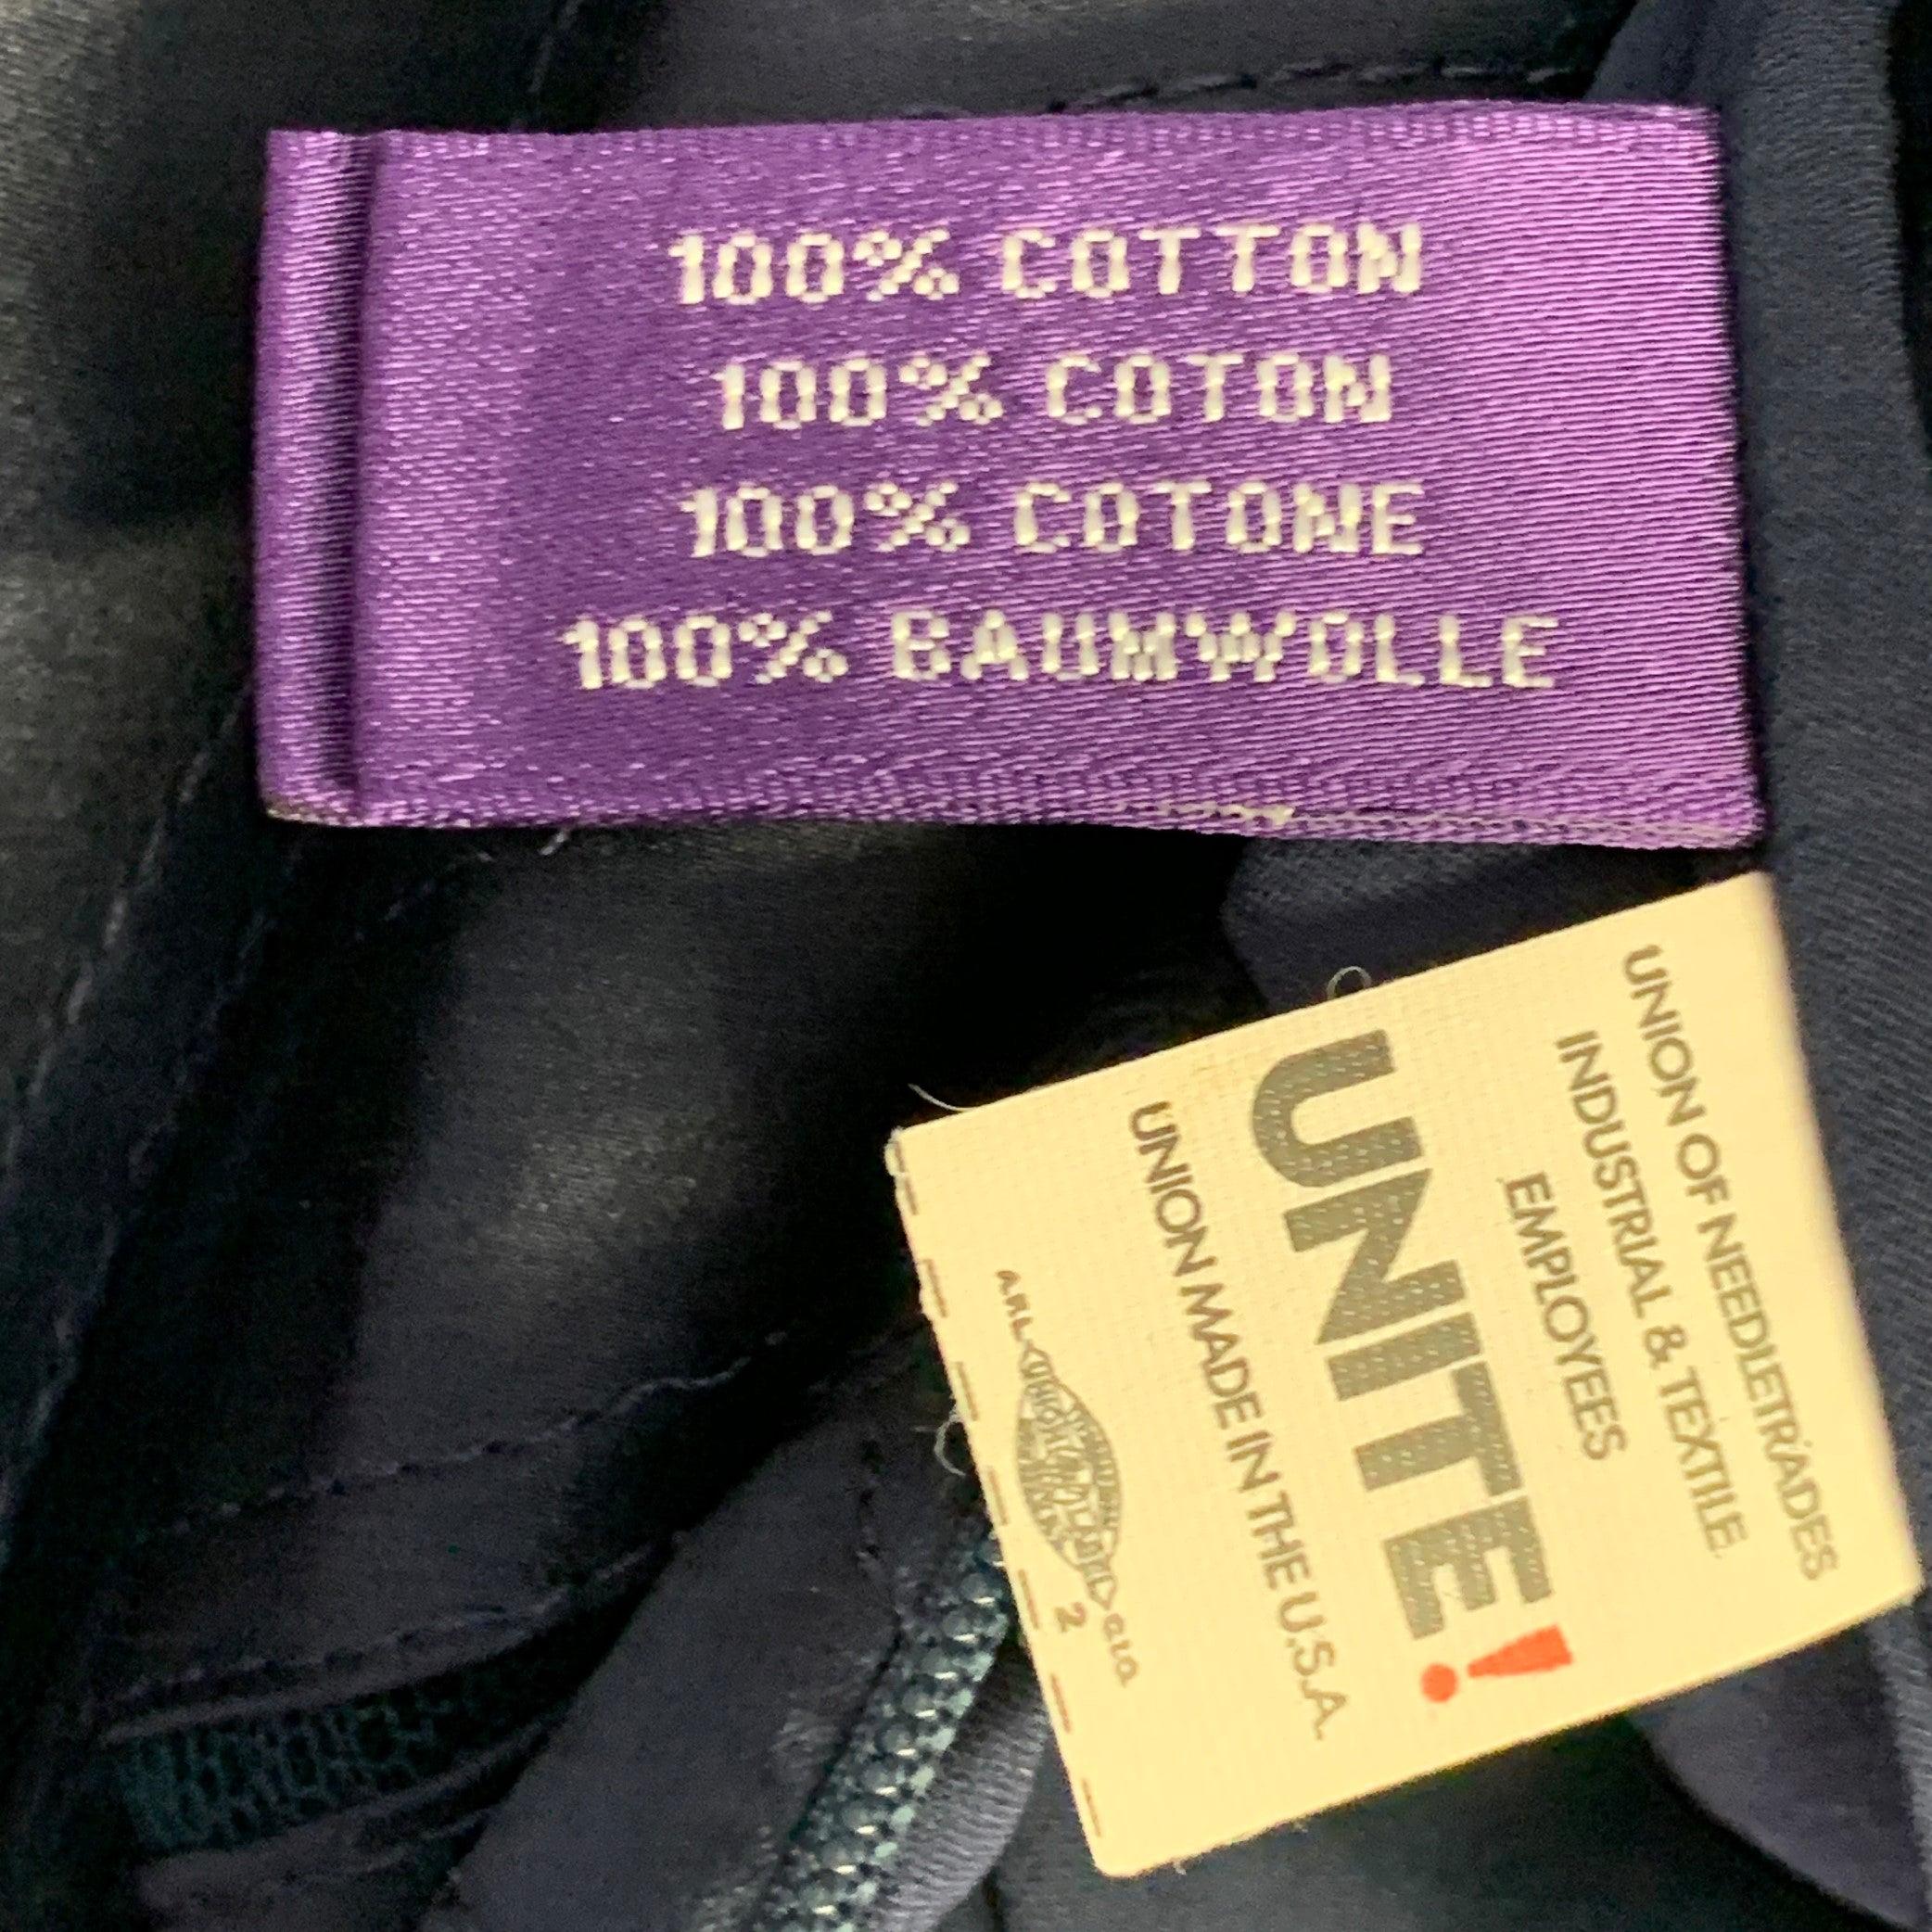 100% COTTON
100% COTON
100% COTONE
100% BAUMWOLLE
UNION OF NEEDLETRADES
INDUSTRIAL & TEXTILE
EMPLOYEES
UNITE!
UNION MADE IN THE U.S.A.
2